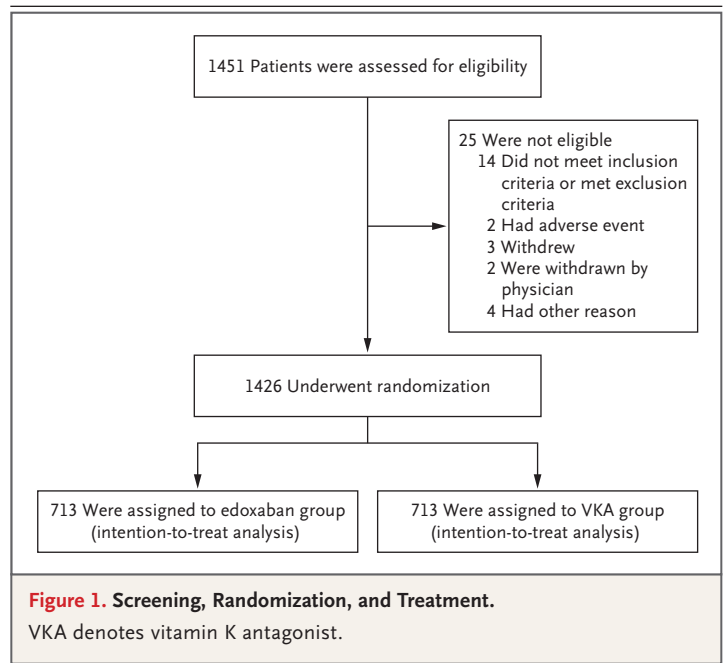 1451 Patients were assessed for eligibility
25 Were not eligible
14 Did not meet inclusion
criteria or met exclusion
criteria
2 Had adverse event
3 Withdrew
2 Were withdrawn by
physician
4 Had other reason
1426 Underwent randomization
713 Were assigned to edoxaban group
(intention-to-treat analysis)
713 Were assigned to VKA group
(intention-to-treat analysis)
Figure 1. Screening, Randomization, and Treatment.
VKA denotes vitamin K antagonist.